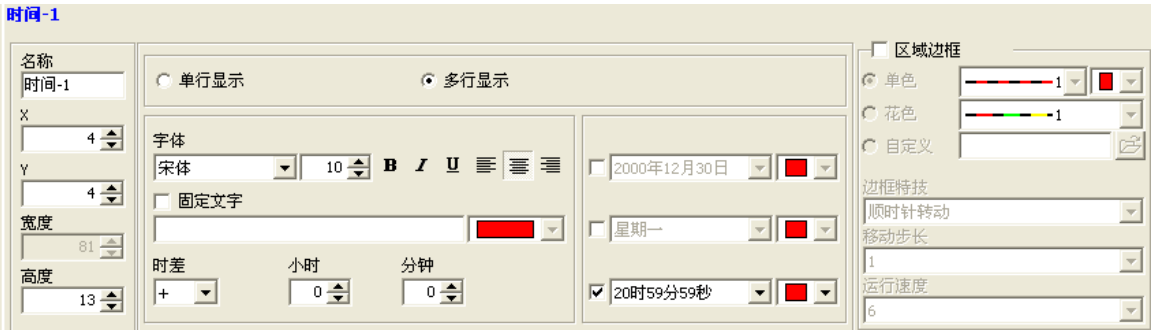 时间-1
名称
时间-1
X
4
Y
4
宽度
81
高度
13
单行显示
多行显示
字体
宋体
10
B I U
固定文字
时差
小时
分钟
+
0
0
2000年12月30日
星期一
20时59分59秒
区域边框
单色
1
花色
1
自定义
边框特技
顺时针转动
移动步长
1
运行速度
6